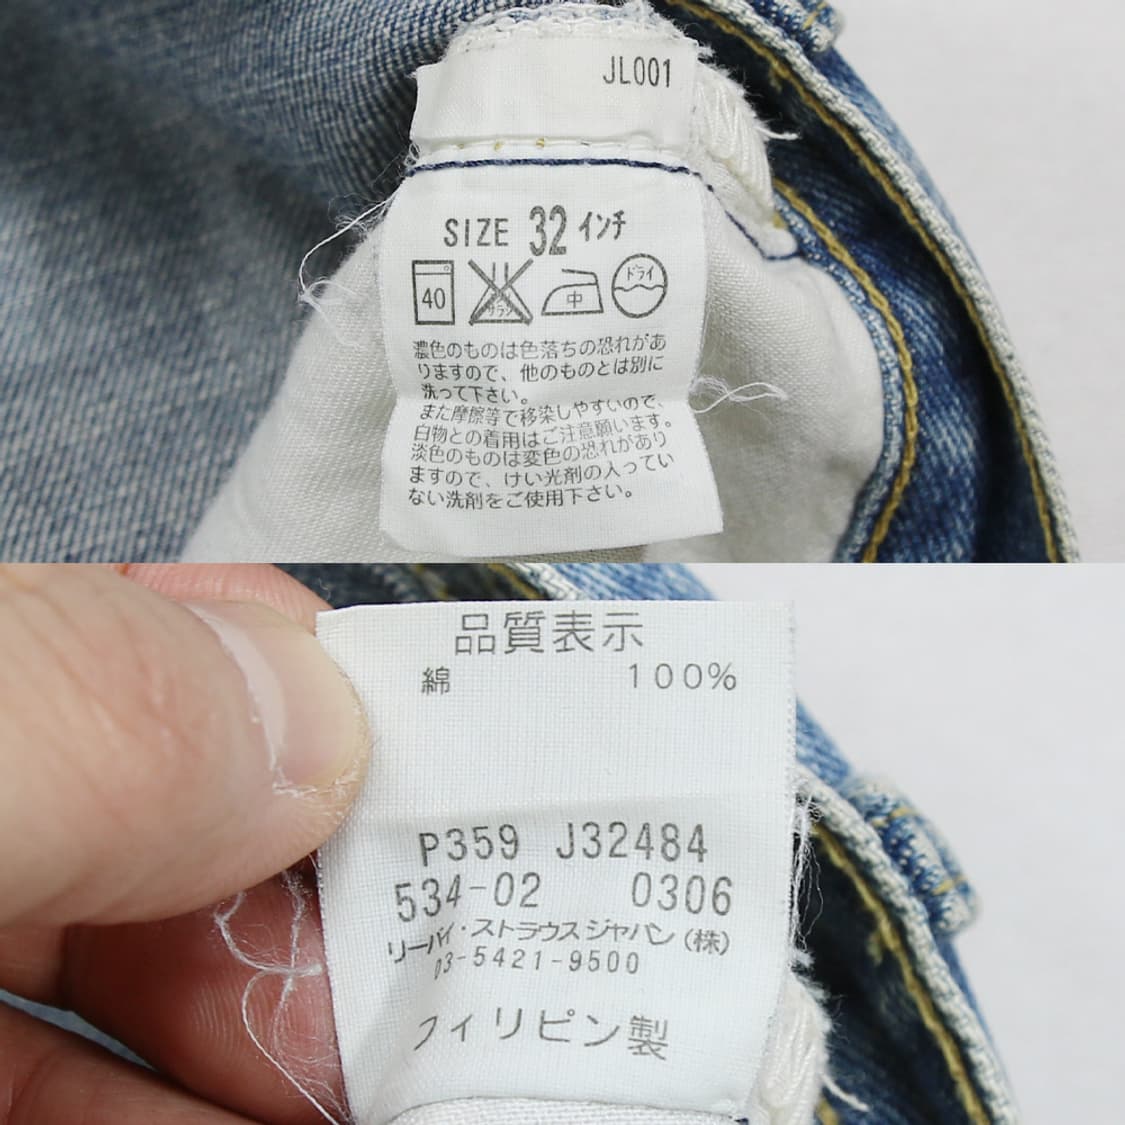 JL001
SIZE 32 インチ
40 サラシ 中 ドライ
濃色のものは色落ちの恐れがあ
りますので、他のものとは別に
洗って下さい。
また摩擦等で移染しやすいので、
白物との着用はご注意願います。
淡色のものは変色の恐れがあり
ますので、けい光剤の入ってい
ない洗剤をご使用下さい。
品質表示
綿 100%
P359 J32484
534-02 0306
リーバイ・ストラウスジャパン(株)
03-5421-9500
フィリピン製